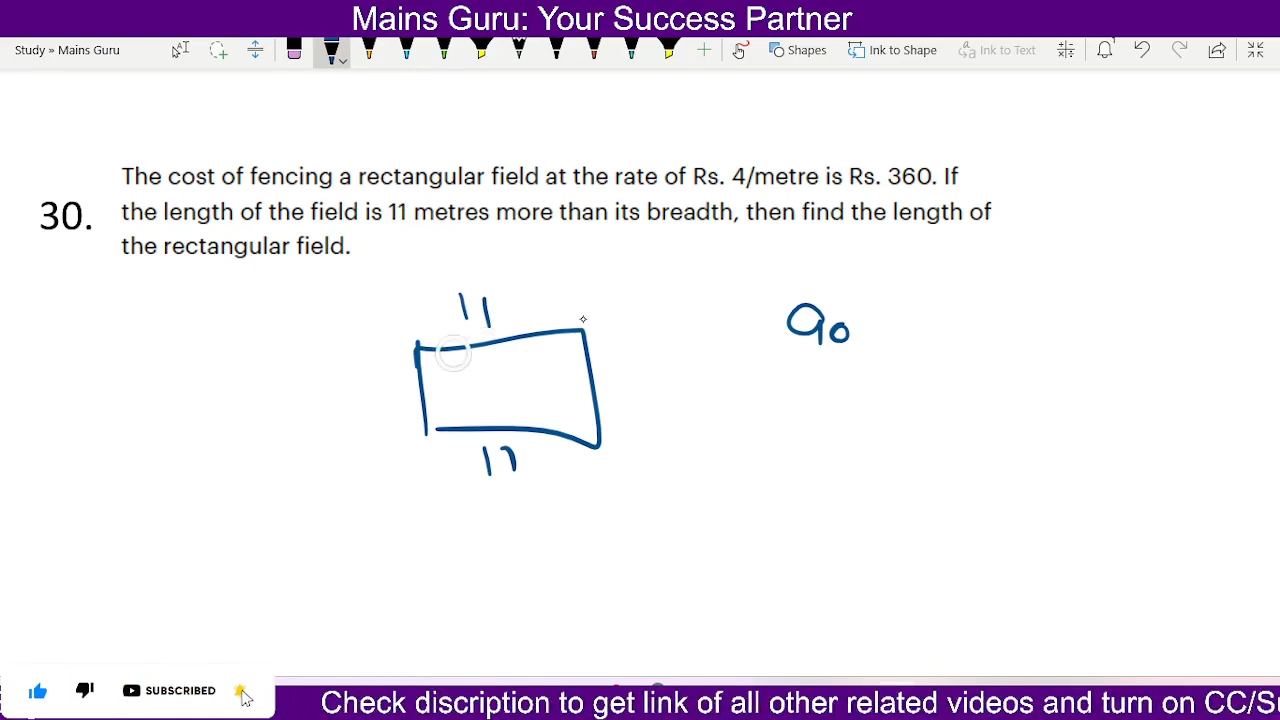 Mains Guru: Your Success Partner
Study » Mains Guru
Shapes
Ink to Shape
Ink to Text
30.
The cost of fencing a rectangular field at the rate of Rs. 4/metre is Rs. 360. If
the length of the field is 11 metres more than its breadth, then find the length of
the rectangular field.
11
90
11
SUBSCRIBED
Check discription to get link of all other related videos and turn on CC/S